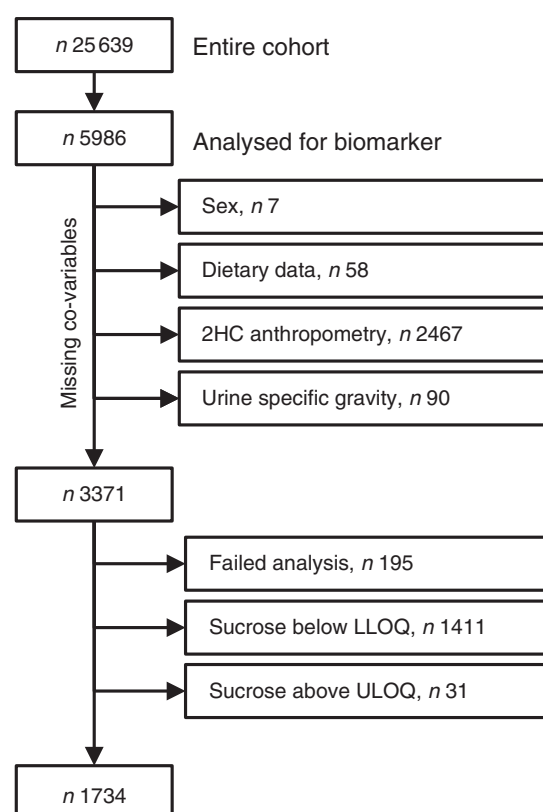 n 25 639
Entire cohort
n 5986
Analysed for biomarker
Missing co-variables
Sex, n 7
Dietary data, n 58
2HC anthropometry, n 2467
Urine specific gravity, n 90
n 3371
Failed analysis, n 195
Sucrose below LLOQ, n 1411
Sucrose above ULOQ, n 31
n 1734